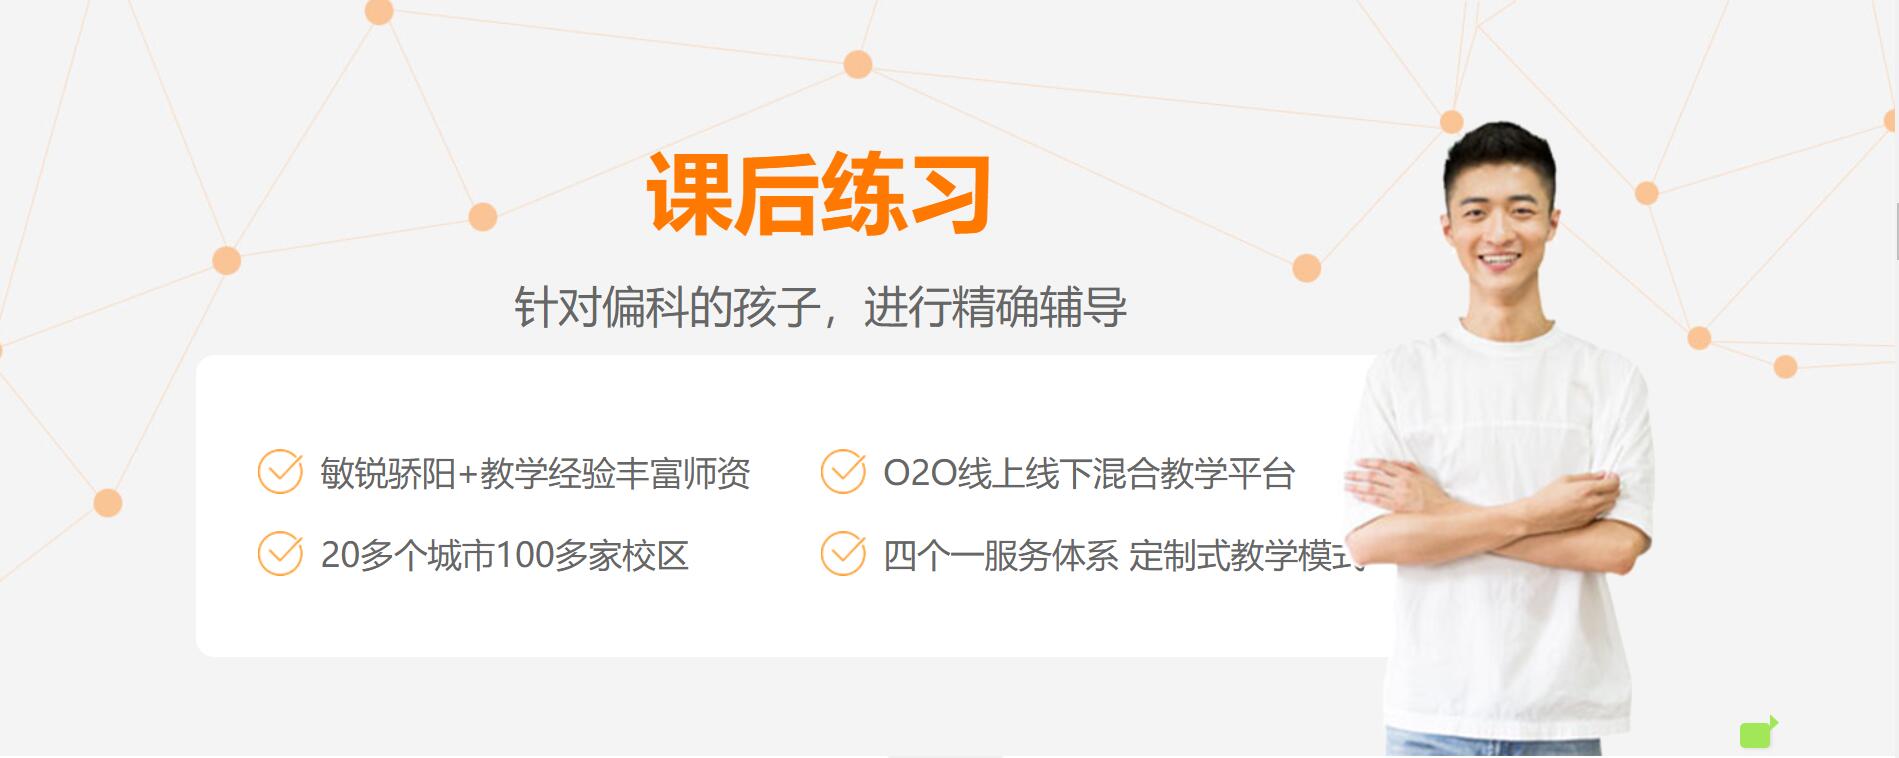 课后练习
针对偏科的孩子，进行精确辅导
敏锐骄阳+教学经验丰富师资
O2O线上线下混合教学平台
20多个城市100多家校区
四个一服务体系 定制式教学模式